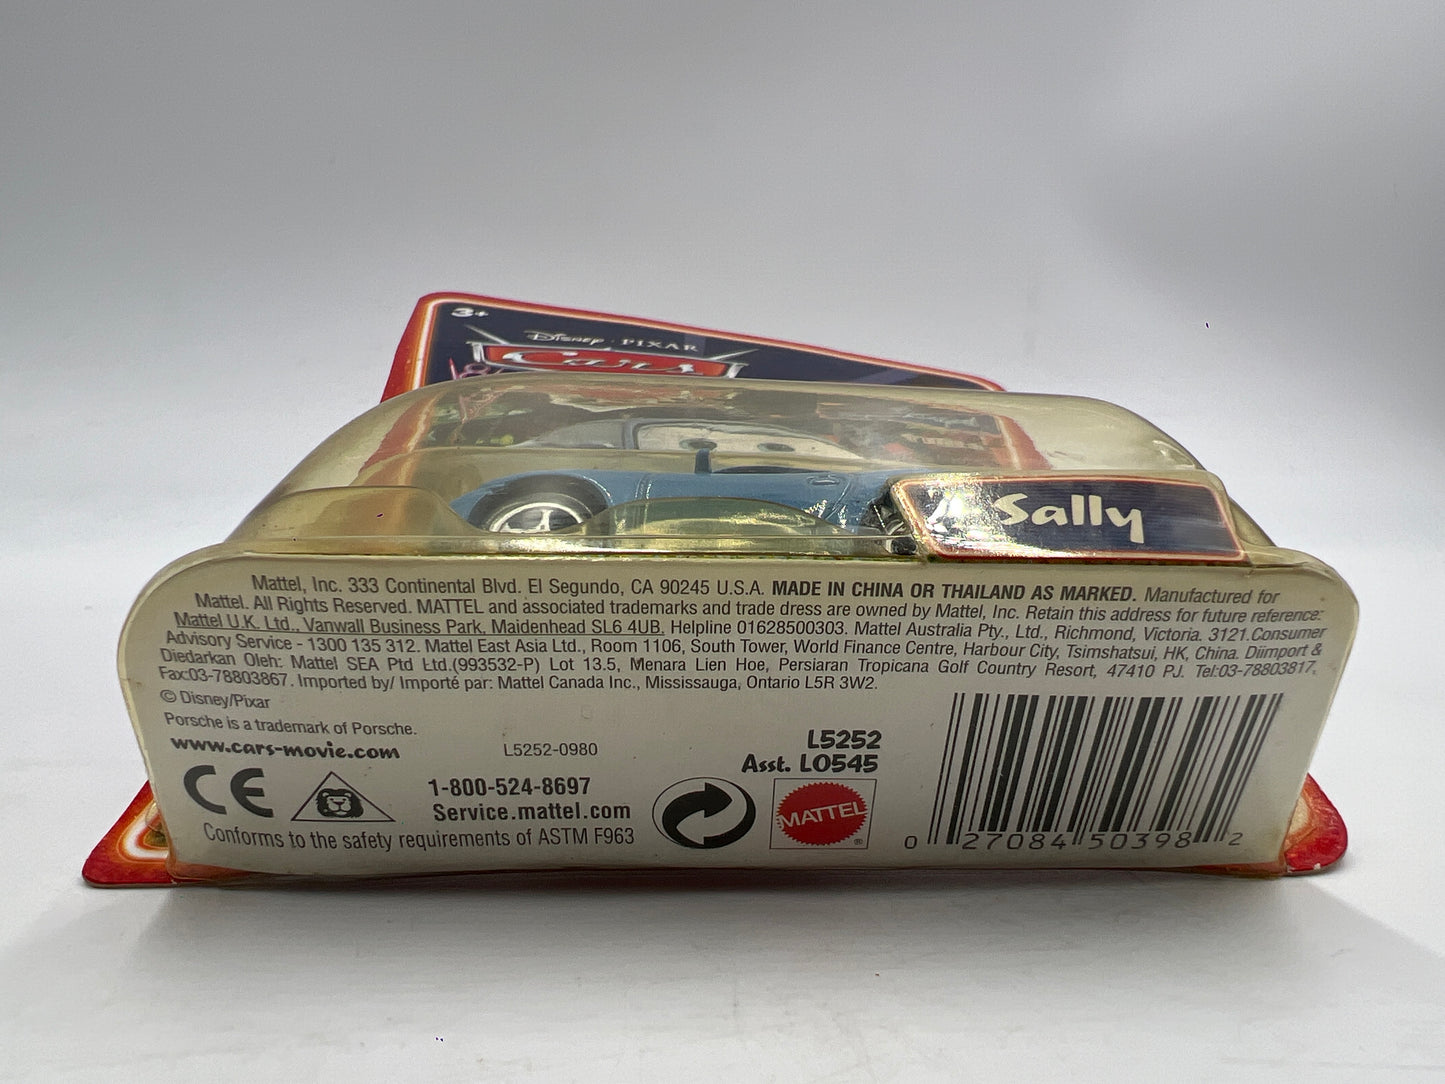 3+
Disney · PIXAR
Cars
Sally
Mattel, Inc. 333 Continental Blvd. El Segundo, CA 90245 U.S.A. MADE IN CHINA OR THAILAND AS MARKED. Manufactured for
Mattel. All Rights Reserved. MATTEL and associated trademarks and trade dress are owned by Mattel, Inc. Retain this address for future reference:
Mattel U.K. Ltd., Vanwall Business Park, Maidenhead SL6 4UB. Helpline 01628500303. Mattel Australia Pty., Ltd., Richmond, Victoria. 3121.Consumer
Advisory Service - 1300 135 312. Mattel East Asia Ltd., Room 1106, South Tower, World Finance Centre, Harbour City, Tsimshatsui, HK, China. Diimport &
Diedarkan Oleh: Mattel SEA Ptd Ltd.(993532-P) Lot 13.5, Menara Lien Hoe, Persiaran Tropicana Golf Country Resort, 47410 PJ. Tel:03-78803817,
Fax:03-78803867. Imported by/ Importé par: Mattel Canada Inc., Mississauga, Ontario L5R 3W2.
© Disney/Pixar
Porsche is a trademark of Porsche.
www.cars-movie.com
L5252-0980
L5252
Asst. L0545
CE
1-800-524-8697
Service.mattel.com
Conforms to the safety requirements of ASTM F963
MATTEL
®
0 27084 50398 2